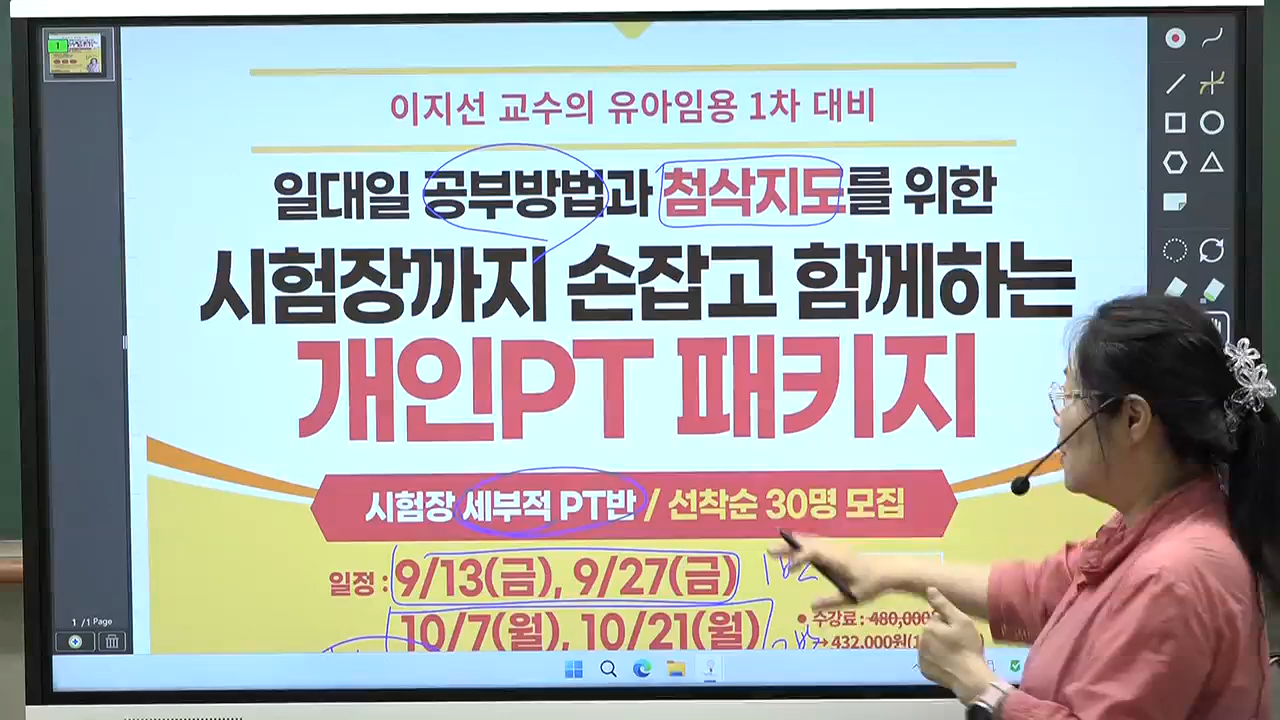 이지선 교수의 유아임용 1차 대비
일대일 공부방법과 첨삭지도를 위한
시험장까지 손잡고 함께하는
개인PT 패키지
시험장 세부적 PT반 / 선착순 30명 모집
일정 : 9/13(금), 9/27(금) 1반
10/7(월), 10/21(월)
• 수강료 : 480,000
→ 432,000원(1
1
1 /1 Page